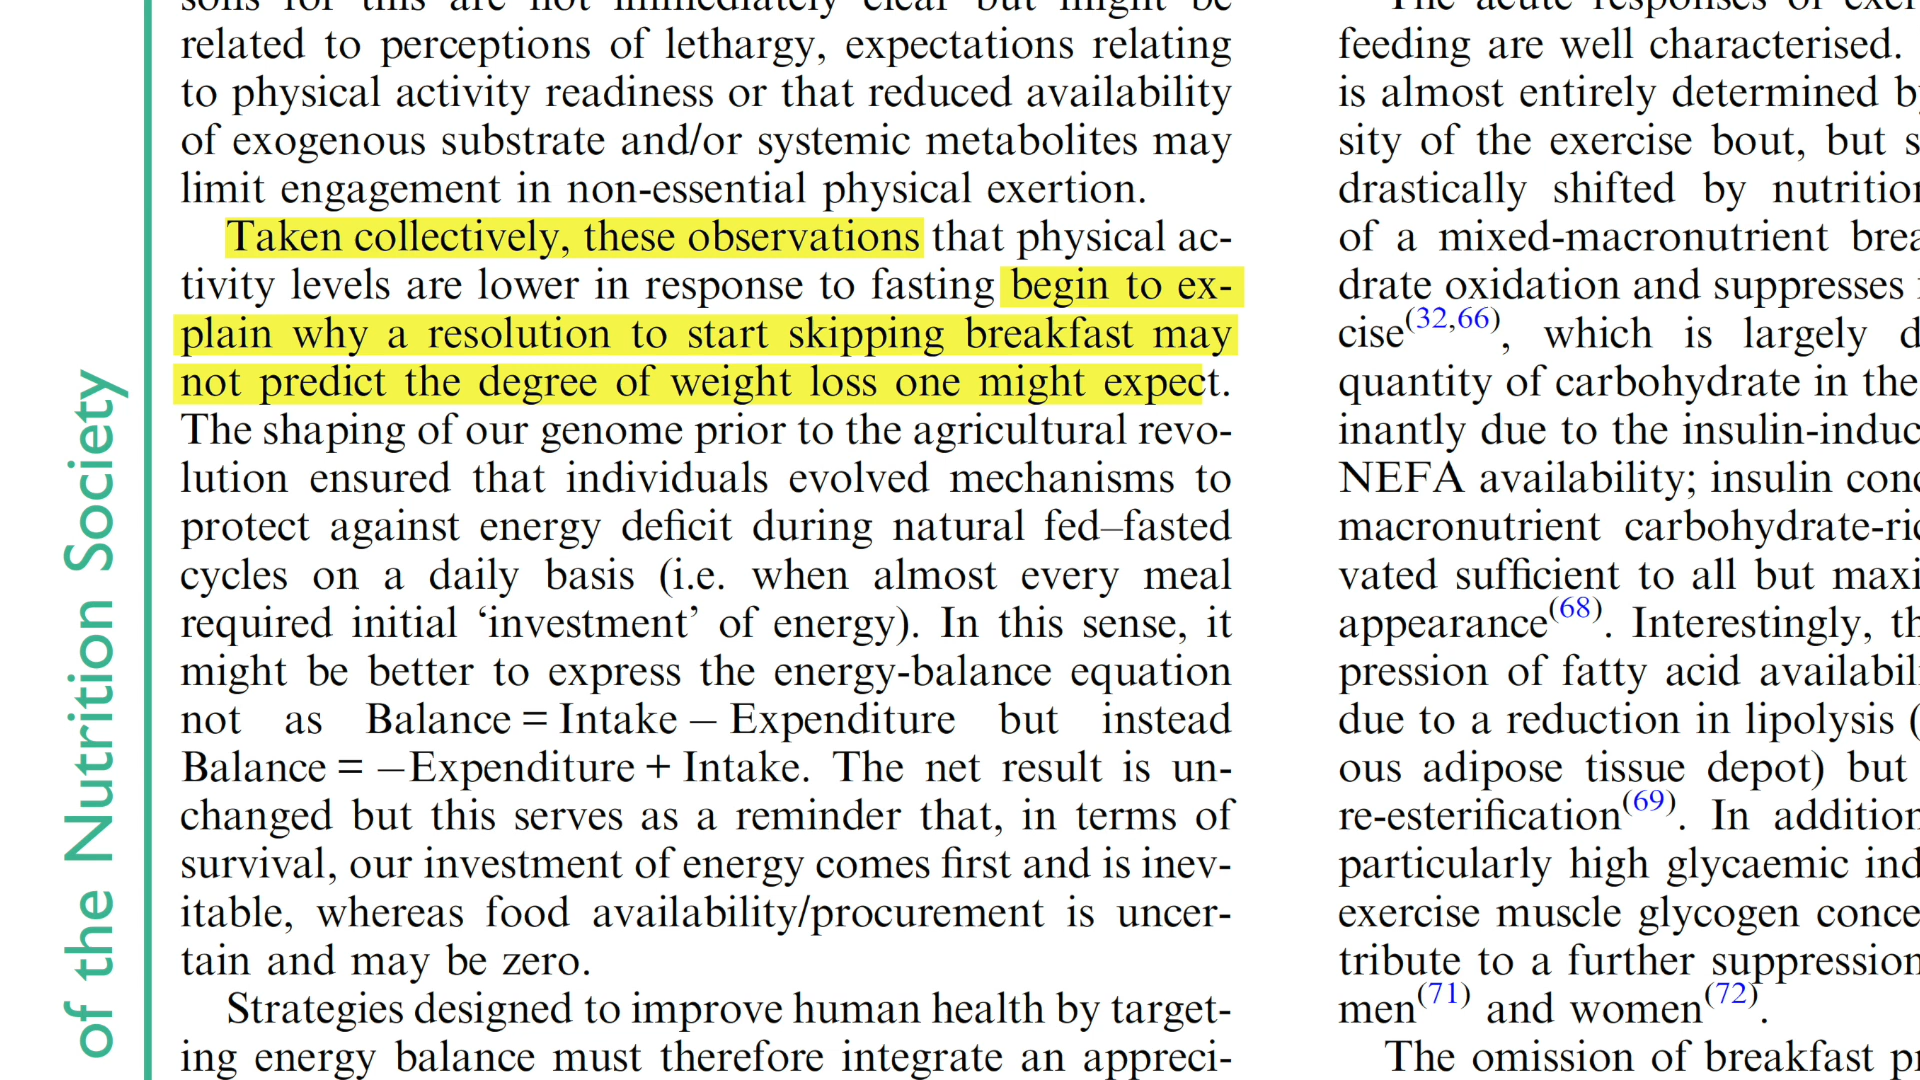 of the Nutrition Society
related to perceptions of lethargy, expectations relating
to physical activity readiness or that reduced availability
of exogenous substrate and/or systemic metabolites may
limit engagement in non-essential physical exertion.
Taken collectively, these observations that physical ac-
tivity levels are lower in response to fasting begin to ex-
plain why a resolution to start skipping breakfast may
not predict the degree of weight loss one might expect.
The shaping of our genome prior to the agricultural revo-
lution ensured that individuals evolved mechanisms to
protect against energy deficit during natural fed–fasted
cycles on a daily basis (i.e. when almost every meal
required initial ‘investment’ of energy). In this sense, it
might be better to express the energy-balance equation
not as Balance = Intake – Expenditure but instead
Balance = –Expenditure + Intake. The net result is un-
changed but this serves as a reminder that, in terms of
survival, our investment of energy comes first and is inev-
itable, whereas food availability/procurement is uncer-
tain and may be zero.
Strategies designed to improve human health by target-
ing energy balance must therefore integrate an appreci-
feeding are well characterised.
is almost entirely determined
sity of the exercise bout, but
drastically shifted by
of a mixed-macronutrient
drate oxidation and suppresses
cise(32,66), which is largely
quantity of carbohydrate in the
inantly due to the
NEFA availability; insulin
macronutrient
vated sufficient to all but
appearance(68). Interestingly,
pression of fatty acid
due to a reduction in lipolysis (
ous adipose tissue depot) but
re-esterification(69). In
particularly high glycaemic
exercise muscle glycogen
tribute to a further suppression
men(71) and women(72).
The omission of breakfast